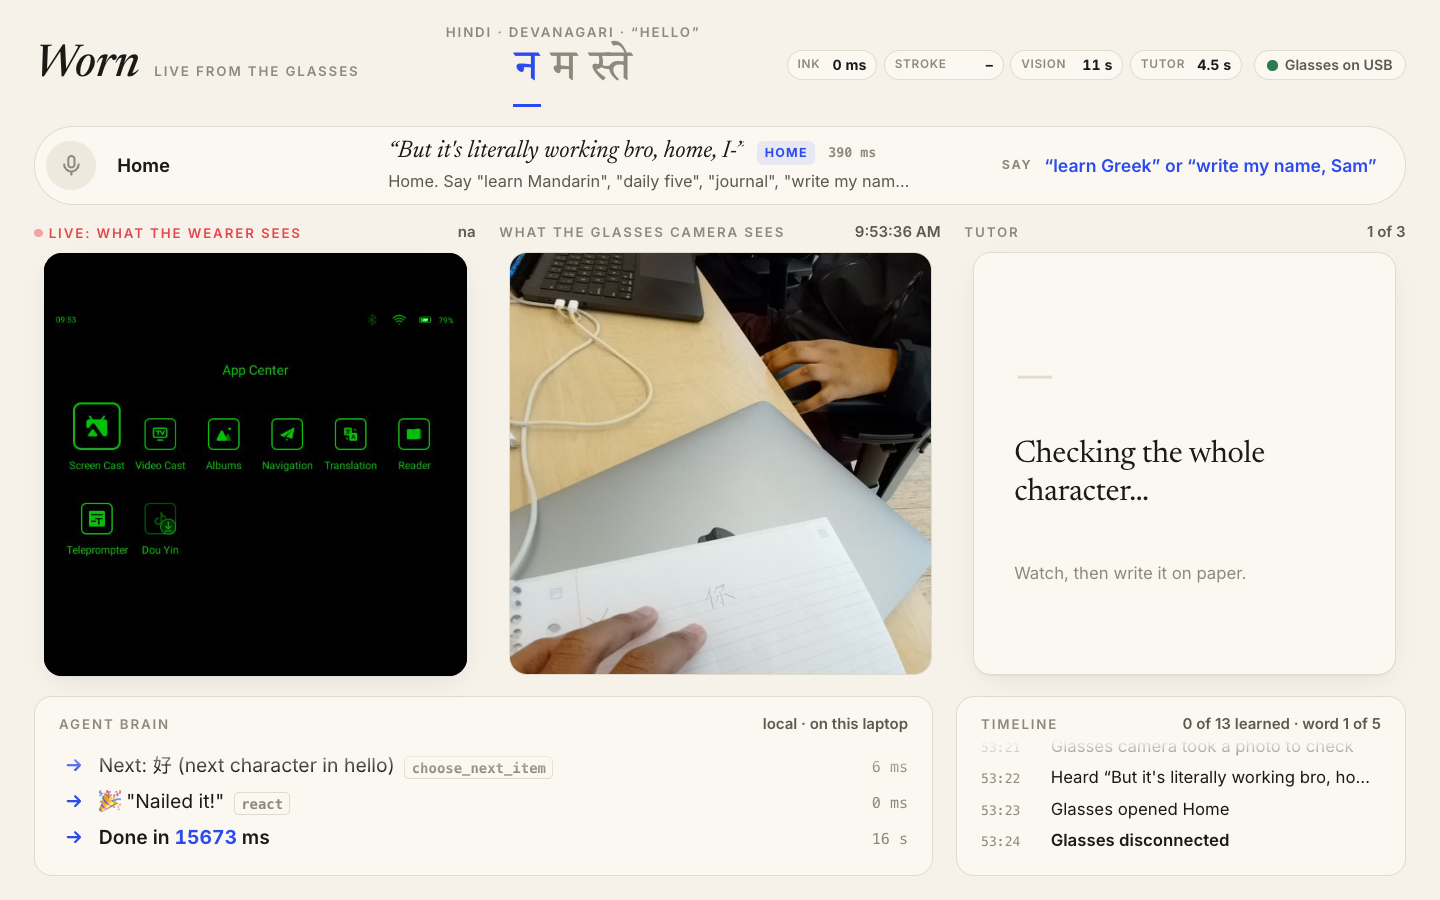 HINDI · DEVANAGARI · “HELLO”
Worn LIVE FROM THE GLASSES
न म स्ते
INK 0 ms STROKE – VISION 11 s TUTOR 4.5 s Glasses on USB
Home
“But it's literally working bro, home, I-” HOME 390 ms
Home. Say "learn Mandarin", "daily five", "journal", "write my nam...
SAY “learn Greek” or “write my name, Sam”
LIVE: WHAT THE WEARER SEES na
09:53 79%
App Center
Screen Cast Video Cast Albums Navigation Translation Reader
Teleprompter Dou Yin
WHAT THE GLASSES CAMERA SEES 9:53:36 AM
你
TUTOR 1 of 3
Checking the whole
character...
Watch, then write it on paper.
AGENT BRAIN local · on this laptop
→ Next: 好 (next character in hello) choose_next_item 6 ms
→ 🎉 "Nailed it!" react 0 ms
→ Done in 15673 ms 16 s
TIMELINE 0 of 13 learned · word 1 of 5
53:21 Glasses camera took a photo to check
53:22 Heard “But it's literally working bro, ho...
53:23 Glasses opened Home
53:24 Glasses disconnected